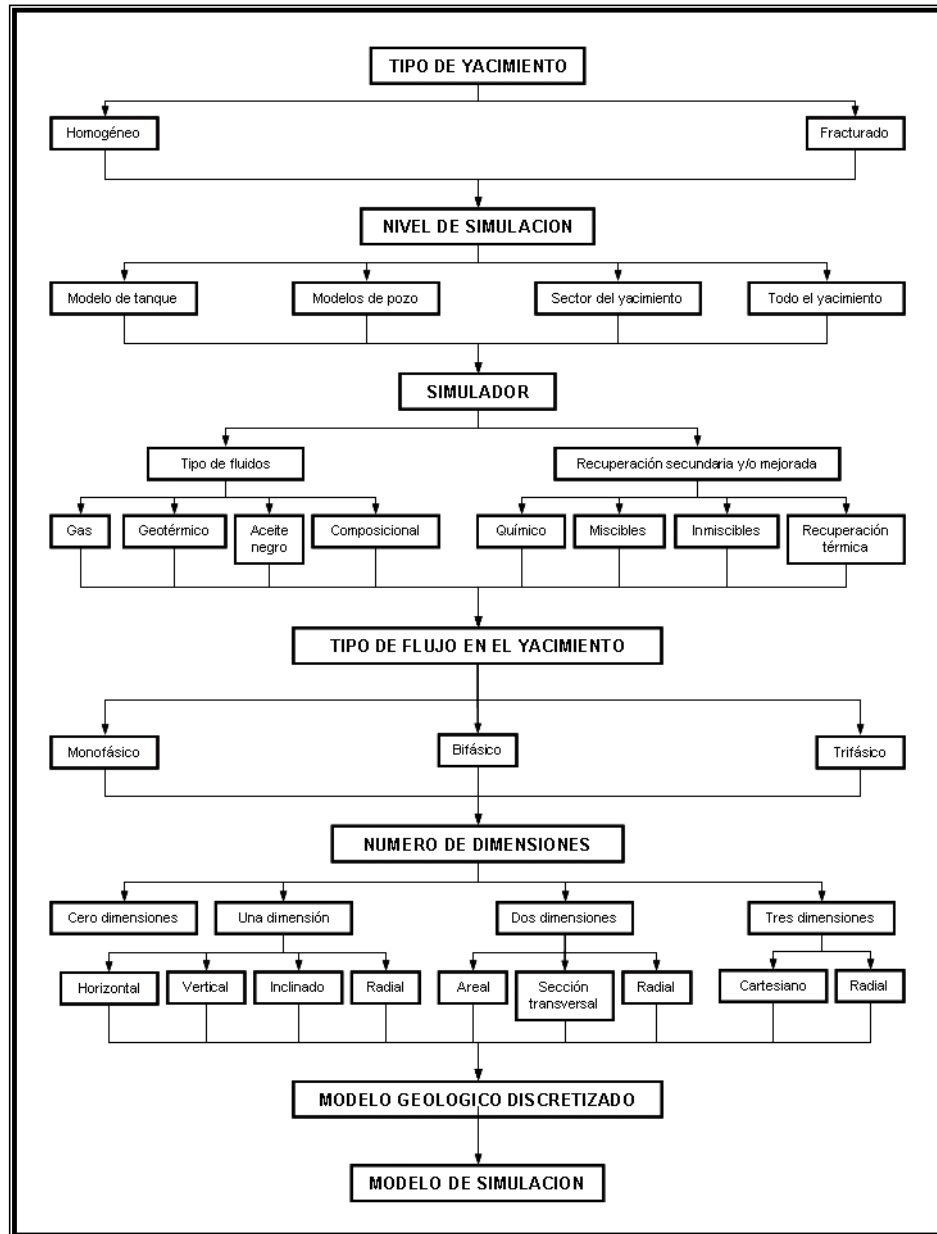 TIPO DE YACIMIENTO
Homogéneo
Fracturado
NIVEL DE SIMULACION
Modelo de tanque
Modelos de pozo
Sector del yacimiento
Todo el yacimiento
SIMULADOR
Tipo de fluidos
Recuperación secundaria y/o mejorada
Gas
Geotérmico
Aceite
negro
Composicional
Químico
Miscibles
Inmiscibles
Recuperación
térmica
TIPO DE FLUJO EN EL YACIMIENTO
Monofásico
Bifásico
Trifásico
NUMERO DE DIMENSIONES
Cero dimensiones
Una dimensión
Dos dimensiones
Tres dimensiones
Horizontal
Vertical
Inclinado
Radial
Areal
Sección
transversal
Radial
Cartesiano
Radial
MODELO GEOLOGICO DISCRETIZADO
MODELO DE SIMULACION